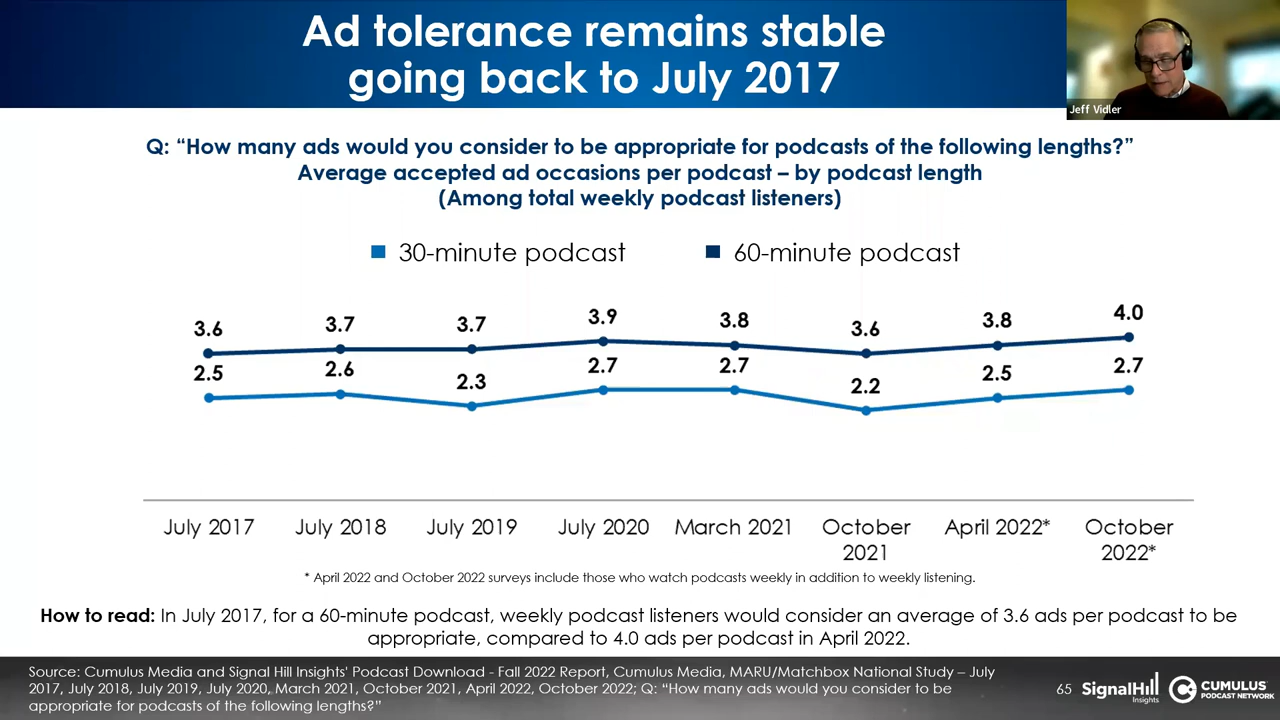 Ad tolerance remains stable
going back to July 2017
Jeff Vidler
Q: “How many ads would you consider to be appropriate for podcasts of the following lengths?”
Average accepted ad occasions per podcast – by podcast length
(Among total weekly podcast listeners)
30-minute podcast 60-minute podcast
3.6 3.7 3.7 3.9 3.8 3.6 3.8 4.0
2.5 2.6 2.3 2.7 2.7 2.2 2.5 2.7
July 2017 July 2018 July 2019 July 2020 March 2021 October 2021 April 2022* October 2022*
* April 2022 and October 2022 surveys include those who watch podcasts weekly in addition to weekly listening.
How to read: In July 2017, for a 60-minute podcast, weekly podcast listeners would consider an average of 3.6 ads per podcast to be
appropriate, compared to 4.0 ads per podcast in April 2022.
Source: Cumulus Media and Signal Hill Insights' Podcast Download - Fall 2022 Report, Cumulus Media, MARU/Matchbox National Study – July
2017, July 2018, July 2019, July 2020, March 2021, October 2021, April 2022, October 2022; Q: “How many ads would you consider to be
appropriate for podcasts of the following lengths?”
65
SignalHill
Insights
CUMULUS
PODCAST NETWORK